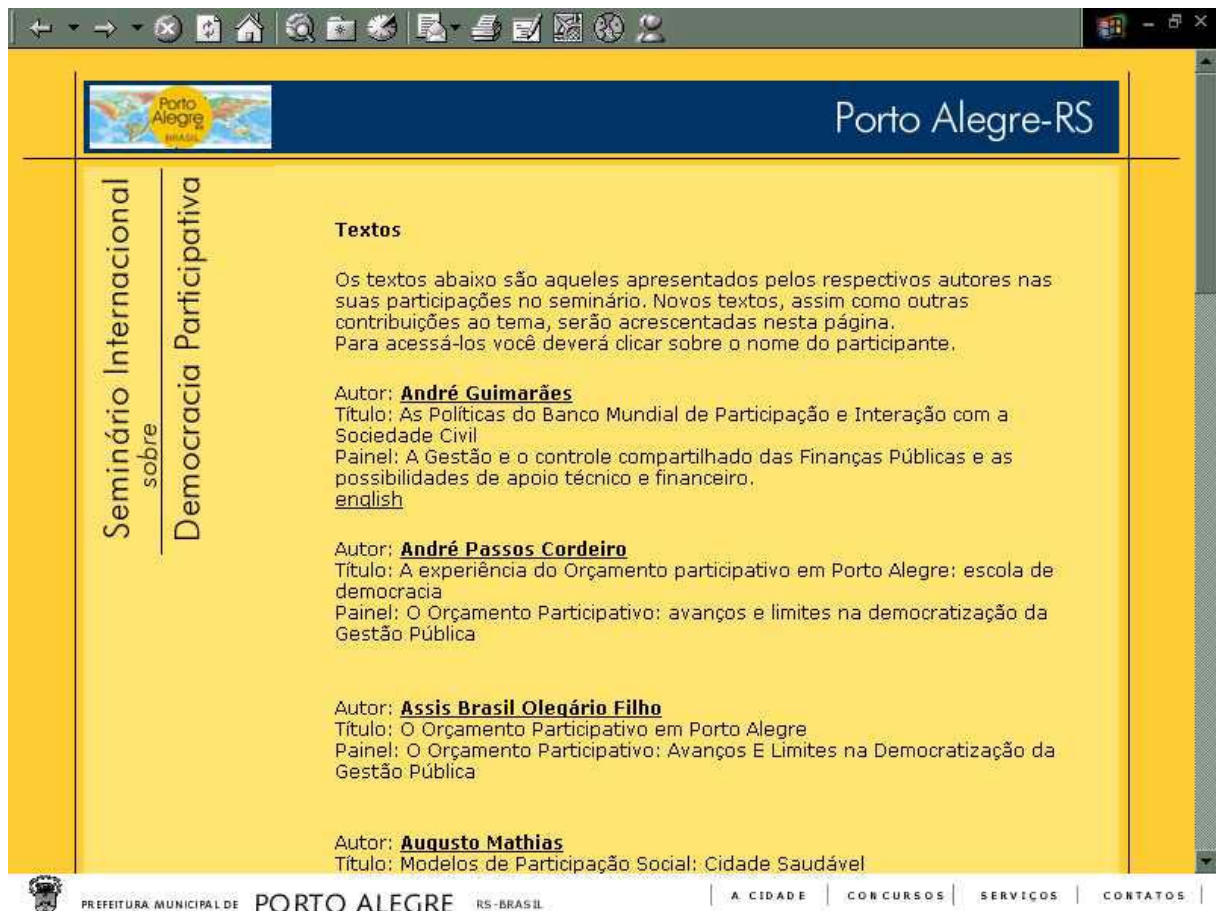 Porto
Alegre
BRASIL
Porto Alegre-RS
Seminário Internacional
sobre
Democracia Participativa
Textos
Os textos abaixo são aqueles apresentados pelos respectivos autores nas
suas participações no seminário. Novos textos, assim como outras
contribuições ao tema, serão acrescentadas nesta página.
Para acessá-los você deverá clicar sobre o nome do participante.
Autor: André Guimarães
Título: As Políticas do Banco Mundial de Participação e Interação com a
Sociedade Civil
Painel: A Gestão e o controle compartilhado das Finanças Públicas e as
possibilidades de apoio técnico e financeiro.
english
Autor: André Passos Cordeiro
Título: A experiência do Orçamento participativo em Porto Alegre: escola de
democracia
Painel: O Orçamento Participativo: avanços e limites na democratização da
Gestão Pública
Autor: Assis Brasil Olegário Filho
Título: O Orçamento Participativo em Porto Alegre
Painel: O Orçamento Participativo: Avanços E Limites na Democratização da
Gestão Pública
Autor: Augusto Mathias
Título: Modelos de Participação Social: Cidade Saudável
PREFEITURA MUNICIPAL DE PORTO ALEGRE RS-BRASIL
A CIDADE | CONCURSOS | SERVIÇOS | CONTATOS